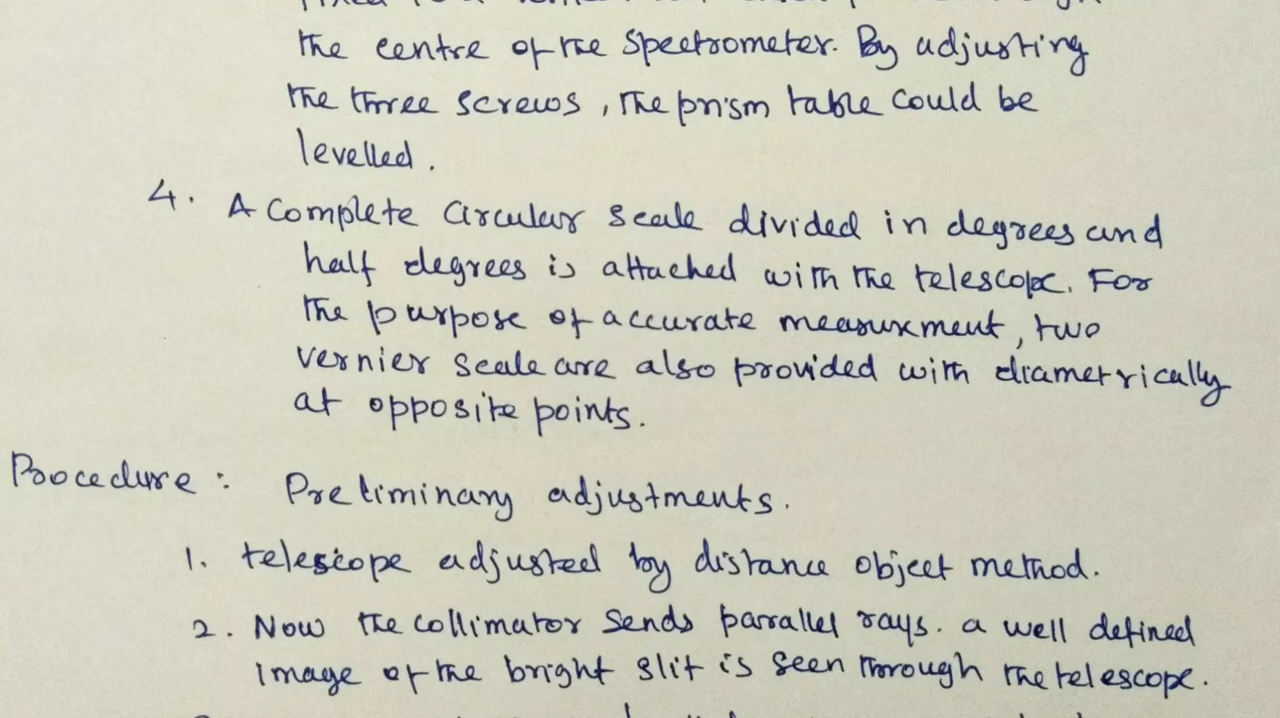 the centre of the spectrometer. By adjusting
the three screws, the prism table could be
levelled.
4. A complete circular scale divided in degrees and
half degrees is attached with the telescope. For
the purpose of accurate measurment, two
vernier scale are also provided with diametrically
at opposite points.
Procedure: Preliminary adjustments.
1. telescope adjusted by distance object method.
2. Now the collimator sends parallel rays. a well defined
image of the bright slit is seen through the telescope.